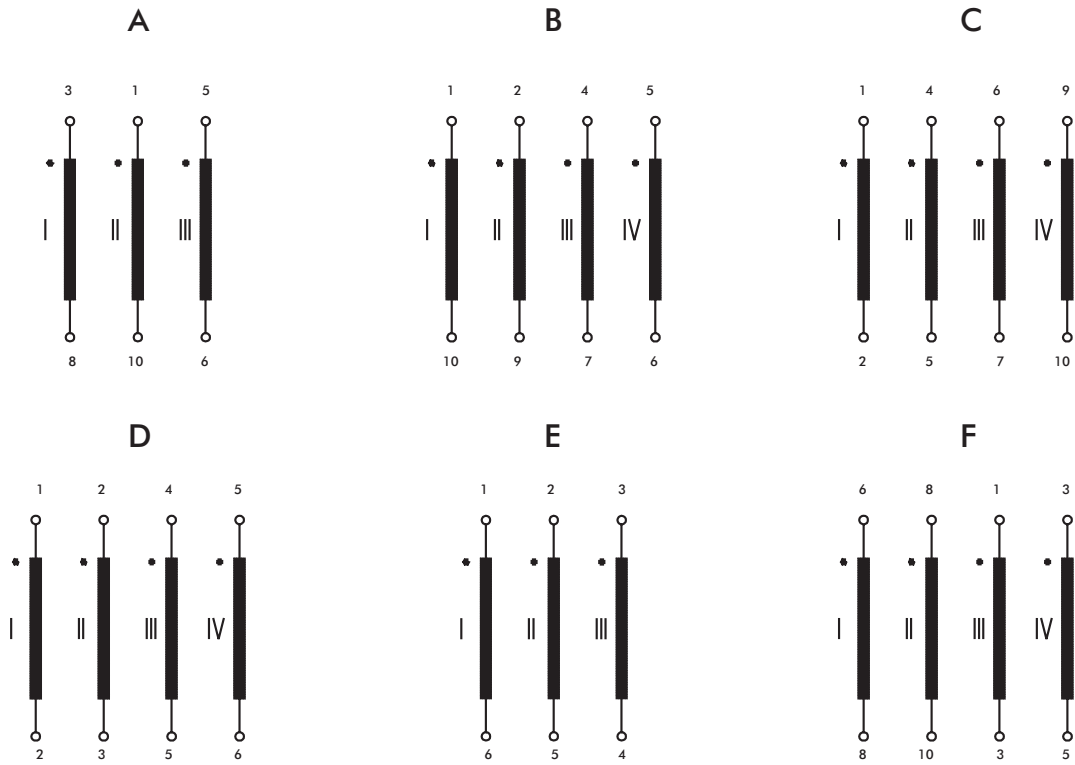 A B C
3 1 5 1 2 4 5 1 4 6 9
I II III I II III IV I II III IV
8 10 6 10 9 7 6 2 5 7 10
D E F
1 2 4 5 1 2 3 6 8 1 3
I II III IV I II III I II III IV
2 3 5 6 6 5 4 8 10 3 5